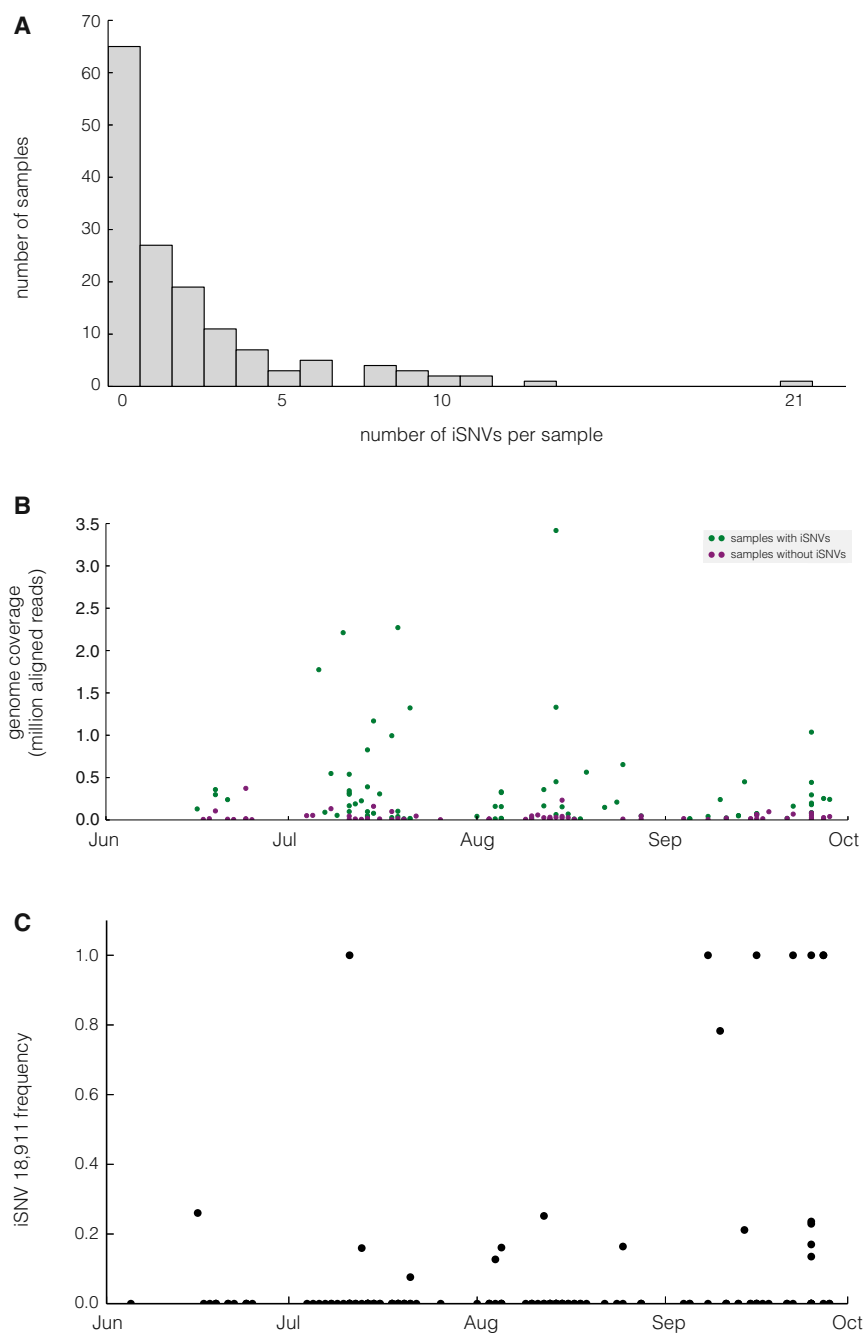 A
70
60
50
40
30
20
10
0
number of samples
0 5 10 21
number of iSNVs per sample
B
3.5
3.0
2.5
2.0
1.5
1.0
0.5
0.0
genome coverage
(million aligned reads)
samples with iSNVs
samples without iSNVs
Jun Jul Aug Sep Oct
C
1.0
0.8
0.6
0.4
0.2
0.0
iSNV 18,911 frequency
Jun Jul Aug Sep Oct